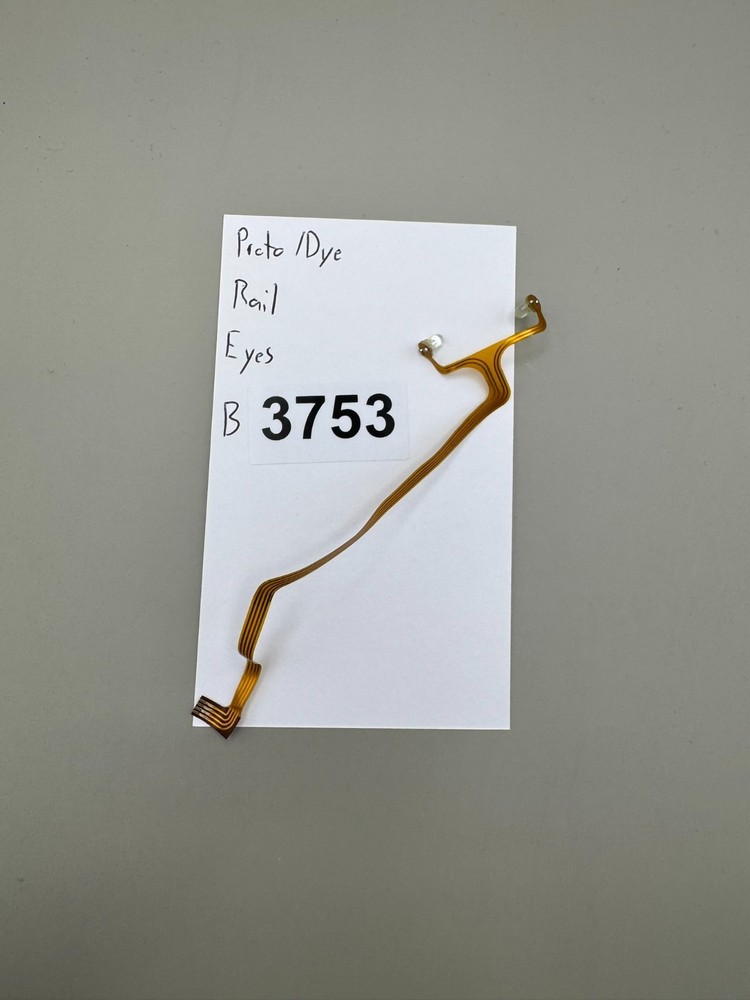 Proto/Dye
Rail
Eyes
B 3753